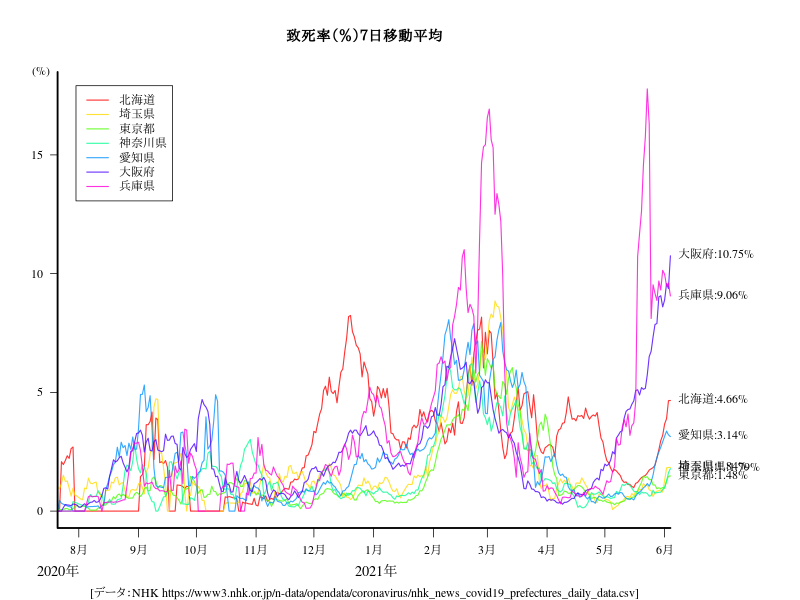 致死率(%)7日移動平均
(%)
15
10
5
0
北海道
埼玉県
東京都
神奈川県
愛知県
大阪府
兵庫県
大阪府:10.75%
兵庫県:9.06%
北海道:4.66%
愛知県:3.14%
東京都:1.48%
8月 9月 10月 11月 12月 1月 2月 3月 4月 5月 6月
2020年 2021年
[データ:NHK https://www3.nhk.or.jp/n-data/opendata/coronavirus/nhk_news_covid19_prefectures_daily_data.csv]